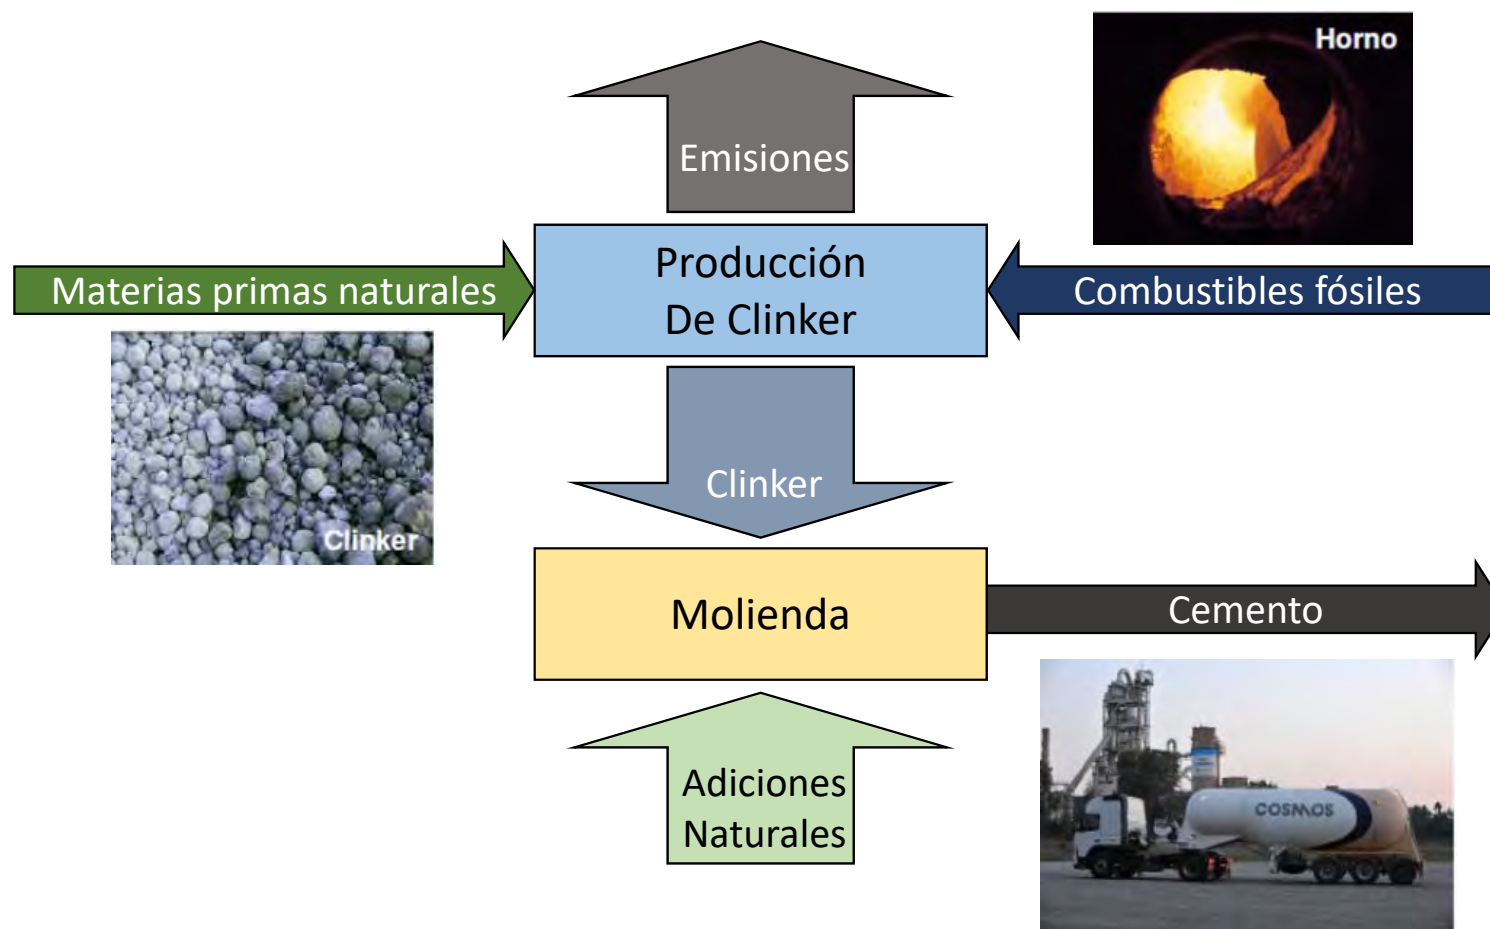 Horno
Emisiones
Producción
De Clinker
Materias primas naturales
Combustibles fósiles
Clinker
Clinker
Molienda
Cemento
COSMOS
Adiciones
Naturales